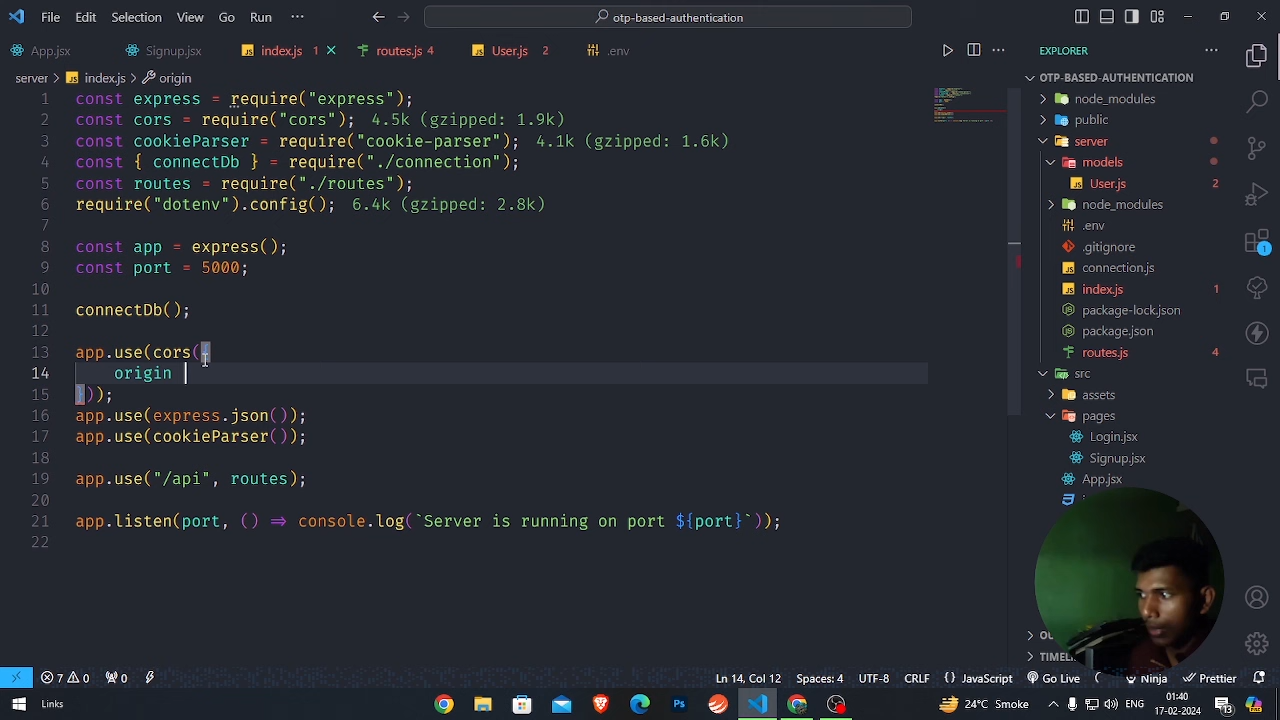 File Edit Selection View Go Run ··· otp-based-authentication
App.jsx Signup.jsx index.js 1 routes.js 4 User.js 2 .env
server > index.js > origin
1 const express = require("express");
2 const cors = require("cors"); 4.5k (gzipped: 1.9k)
3 const cookieParser = require("cookie-parser"); 4.1k (gzipped: 1.6k)
4 const { connectDb } = require("./connection");
5 const routes = require("./routes");
6 require("dotenv").config(); 6.4k (gzipped: 2.8k)
7
8 const app = express();
9 const port = 5000;
10
11 connectDb();
12
13 app.use(cors({
14 origin
15 }));
16 app.use(express.json());
17 app.use(cookieParser());
18
19 app.use("/api", routes);
20
21 app.listen(port, () => console.log(`Server is running on port ${port}`));
22
EXPLORER
OTP-BASED-AUTHENTICATION
node_modules
public
server
models
User.js 2
node_modules
.env
.gitignore
connection.js
index.js 1
package-lock.json
package.json
routes.js 4
src
assets
pages
Login.jsx
Signup.jsx
App.jsx
TIMEL
1
7 0 0 Ln 14, Col 12 Spaces: 4 UTF-8 CRLF {} JavaScript Go Live Ninja Prettier
Links 24°C Smoke ENG 01:40
17-02-2024